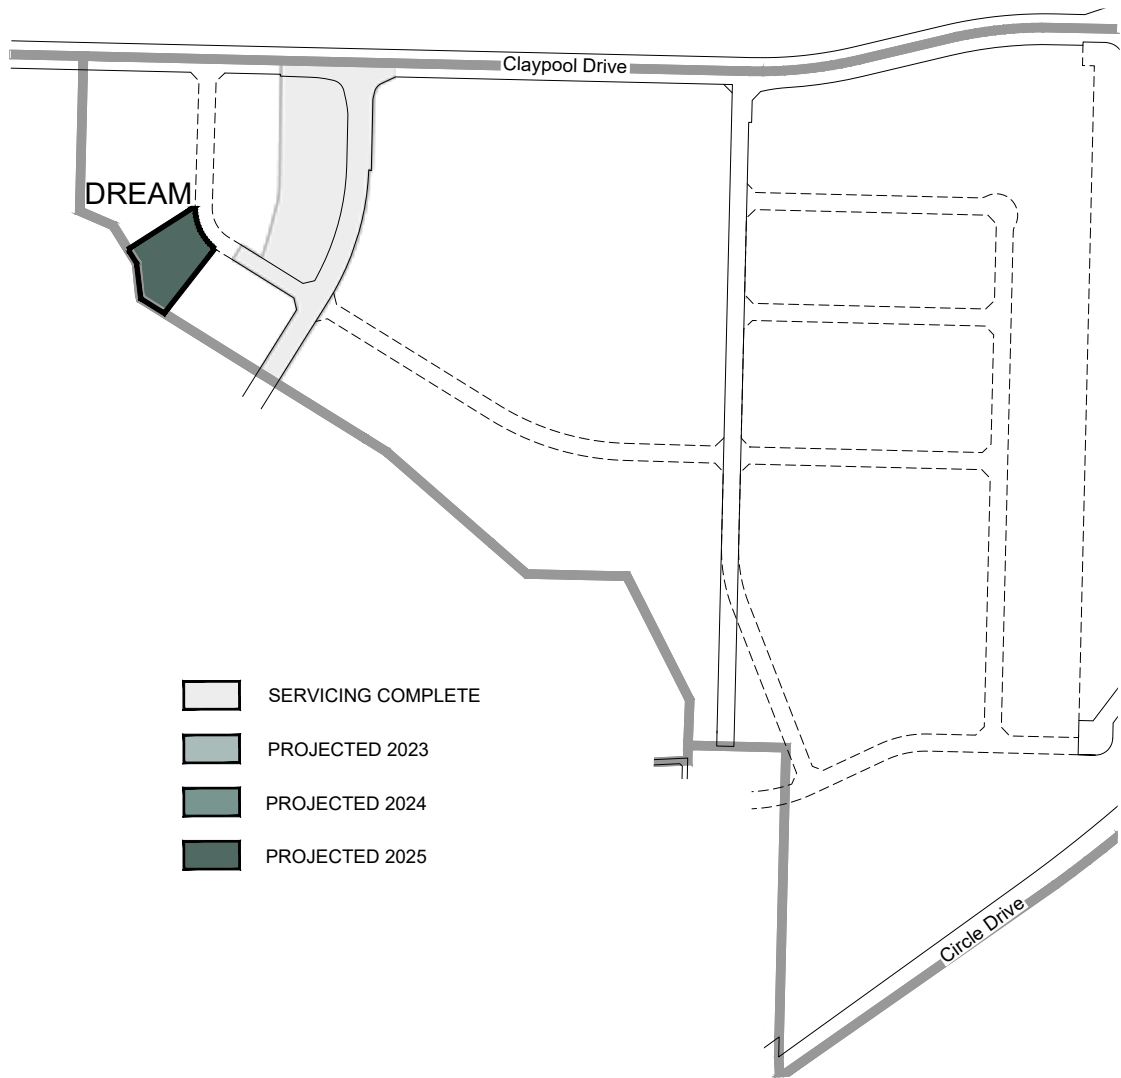 Claypool Drive
DREAM
SERVICING COMPLETE
PROJECTED 2023
PROJECTED 2024
PROJECTED 2025
Circle Drive